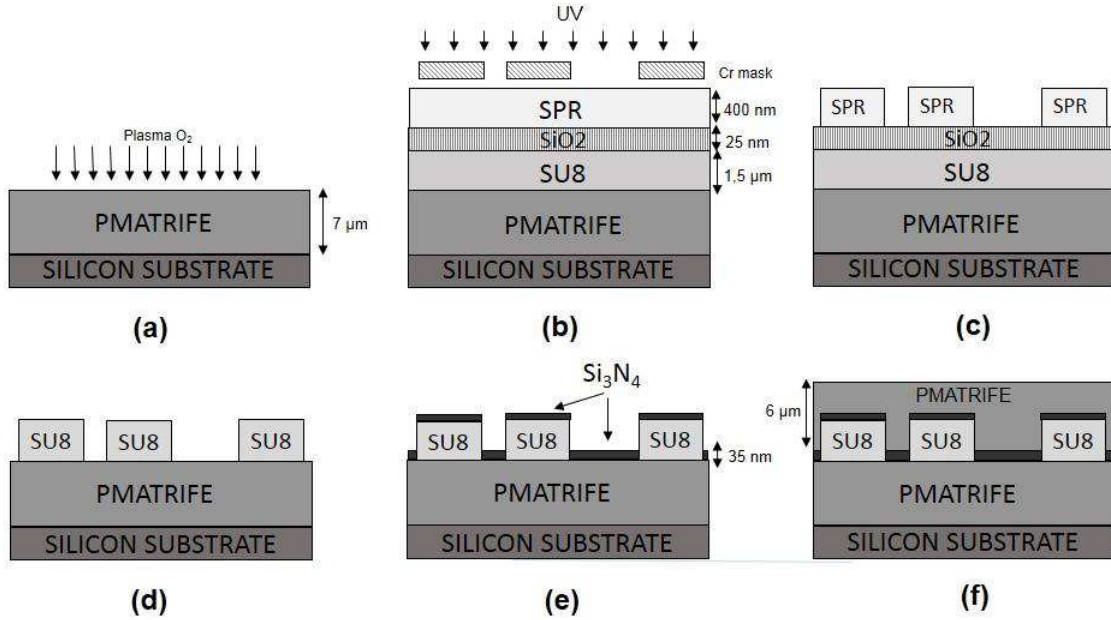 Plasma O₂
PMATRIFE
7 µm
SILICON SUBSTRATE
(a)
UV
Cr mask
SPR
400 nm
SiO2
25 nm
SU8
1,5 µm
PMATRIFE
SILICON SUBSTRATE
(b)
SPR SPR SPR
SiO2
SU8
PMATRIFE
SILICON SUBSTRATE
(c)
SU8 SU8 SU8
PMATRIFE
SILICON SUBSTRATE
(d)
Si₃N₄
SU8 SU8 SU8
35 nm
PMATRIFE
SILICON SUBSTRATE
(e)
PMATRIFE
6 µm
SU8 SU8 SU8
PMATRIFE
SILICON SUBSTRATE
(f)